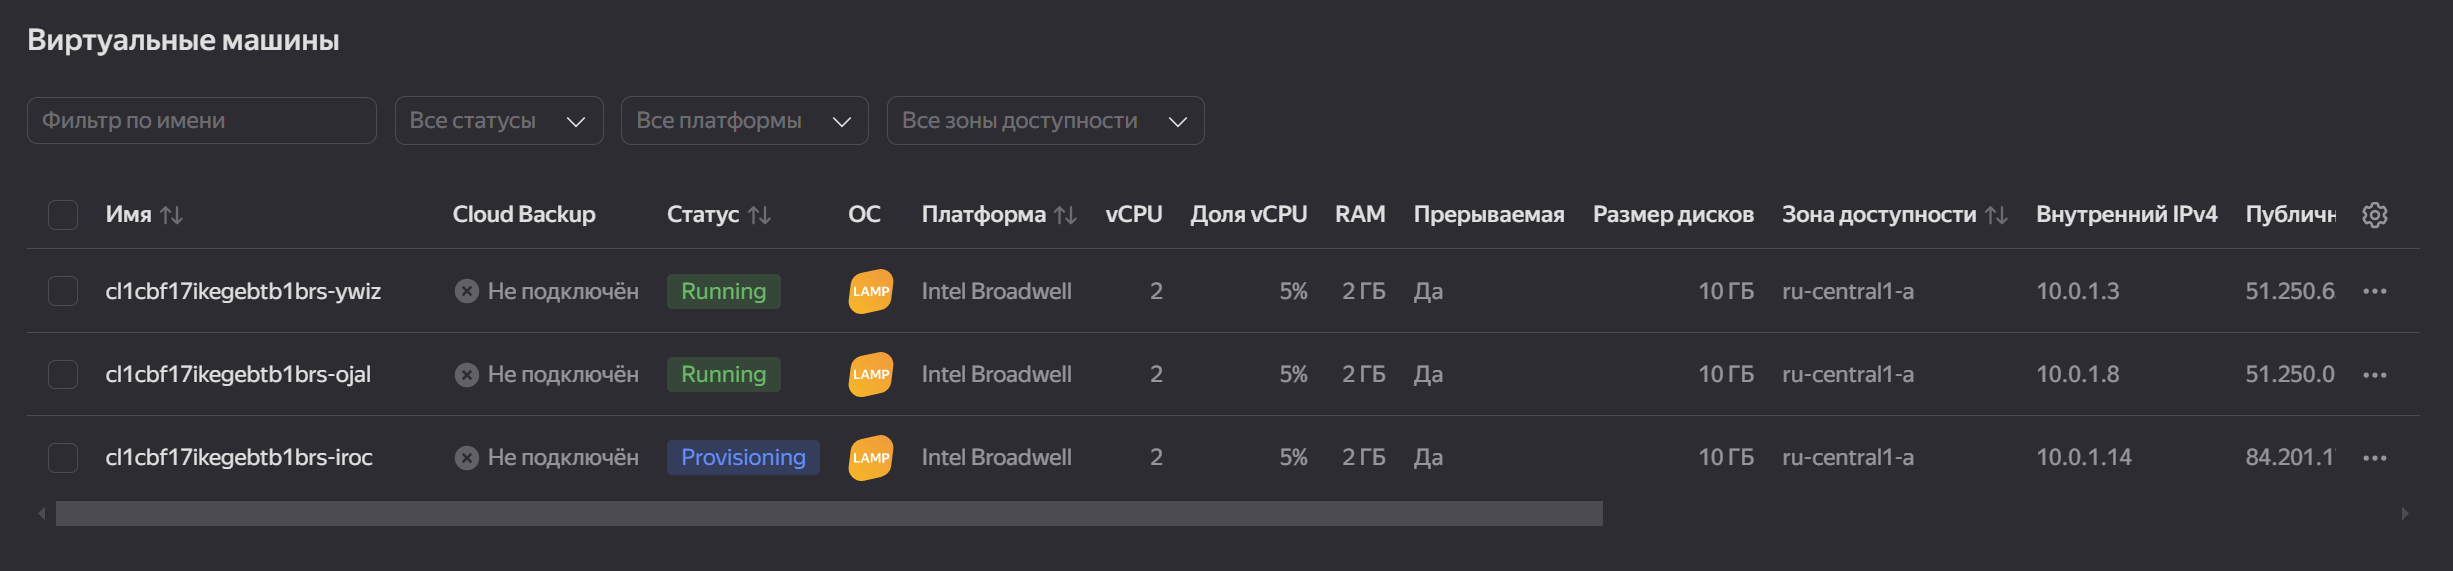 Виртуальные машины
Фильтр по имени Все статусы Все платформы Все зоны доступности
Имя Cloud Backup Статус ОС Платформа vCPU Доля vCPU RAM Прерываемая Размер дисков Зона доступности Внутренний IPv4 Публичн
cl1cbf17ikegebtb1brs-ywiz Не подключён Running LAMP Intel Broadwell 2 5% 2 ГБ Да 10 ГБ ru-central1-a 10.0.1.3 51.250.6
cl1cbf17ikegebtb1brs-ojal Не подключён Running LAMP Intel Broadwell 2 5% 2 ГБ Да 10 ГБ ru-central1-a 10.0.1.8 51.250.0
cl1cbf17ikegebtb1brs-iroc Не подключён Provisioning LAMP Intel Broadwell 2 5% 2 ГБ Да 10 ГБ ru-central1-a 10.0.1.14 84.201.1